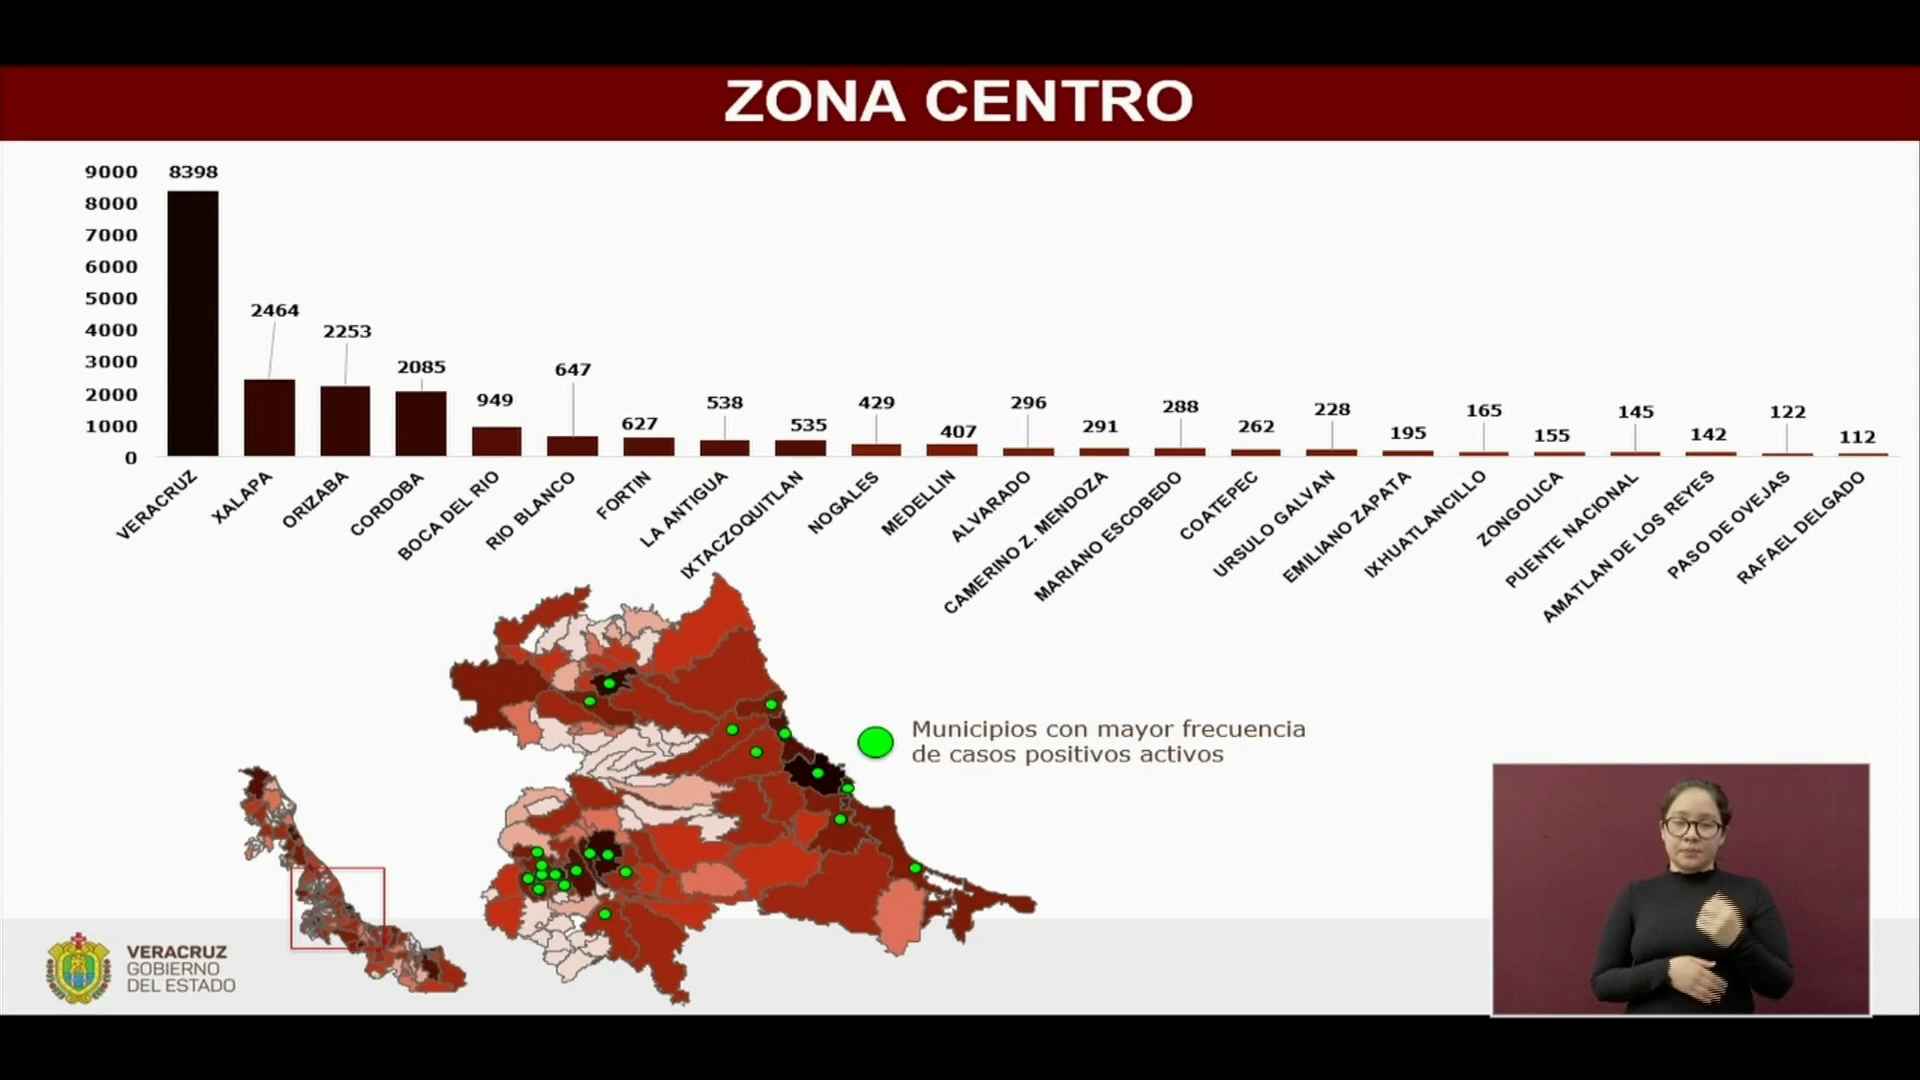 ZONA CENTRO
9000
8000
7000
6000
5000
4000
3000
2000
1000
0
8398
2464
2253
2085
949
647
627
538
535
429
407
296
291
288
262
228
195
165
155
145
142
122
112
VERACRUZ
XALAPA
ORIZABA
CORDOBA
BOCA DEL RIO
RIO BLANCO
FORTIN
LA ANTIGUA
IXTACZOQUITLAN
NOGALES
MEDELLIN
ALVARADO
CAMERINO Z. MENDOZA
MARIANO ESCOBEDO
COATEPEC
URSULO GALVAN
EMILIANO ZAPATA
IXHUATLANCILLO
ZONGOLICA
PUENTE NACIONAL
AMATLAN DE LOS REYES
PASO DE OVEJAS
RAFAEL DELGADO
Municipios con mayor frecuencia
de casos positivos activos
VERACRUZ
GOBIERNO
DEL ESTADO